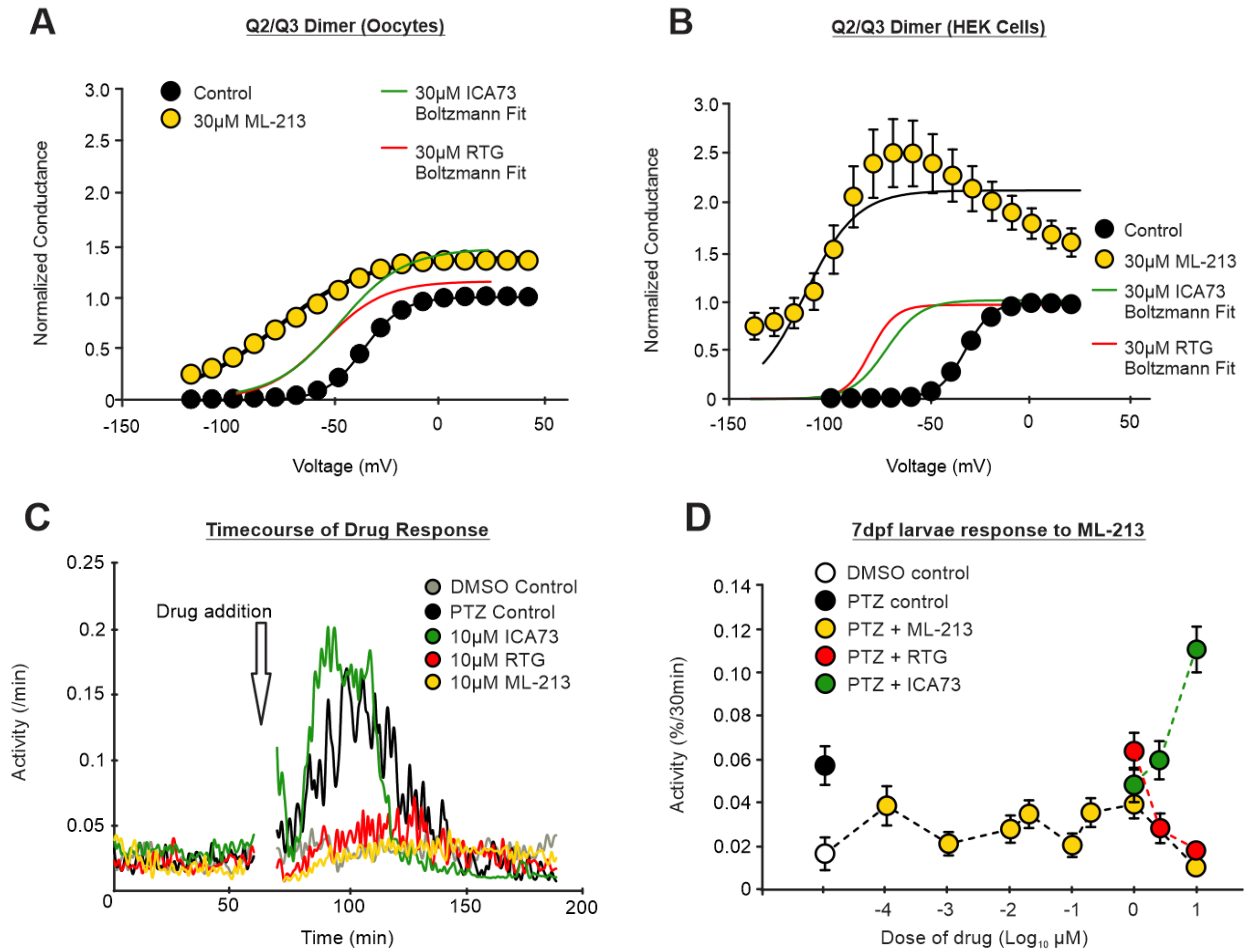 A
Q2/Q3 Dimer (Oocytes)
Normalized Conductance
3.0
2.5
2.0
1.5
1.0
0.5
0
Control
30µM ML-213
30µM ICA73
Boltzmann Fit
30µM RTG
Boltzmann Fit
-150
-100
-50
0
50
Voltage (mV)
B
Q2/Q3 Dimer (HEK Cells)
Normalized Conductance
3.0
2.5
2.0
1.5
1.0
0.5
0
Control
30µM ML-213
30µM ICA73
Boltzmann Fit
30µM RTG
Boltzmann Fit
-150
-100
-50
0
50
Voltage (mV)
C
Timecourse of Drug Response
Activity (/min)
0.25
0.2
0.15
0.1
0.05
Drug addition
DMSO Control
PTZ Control
10µM ICA73
10µM RTG
10µM ML-213
0
50
100
150
200
Time (min)
D
7dpf larvae response to ML-213
Activity (%/30min)
0.14
0.12
0.10
0.08
0.06
0.04
0.02
0
DMSO control
PTZ control
PTZ + ML-213
PTZ + RTG
PTZ + ICA73
-4
-3
-2
-1
0
1
Dose of drug (Log10 µM)